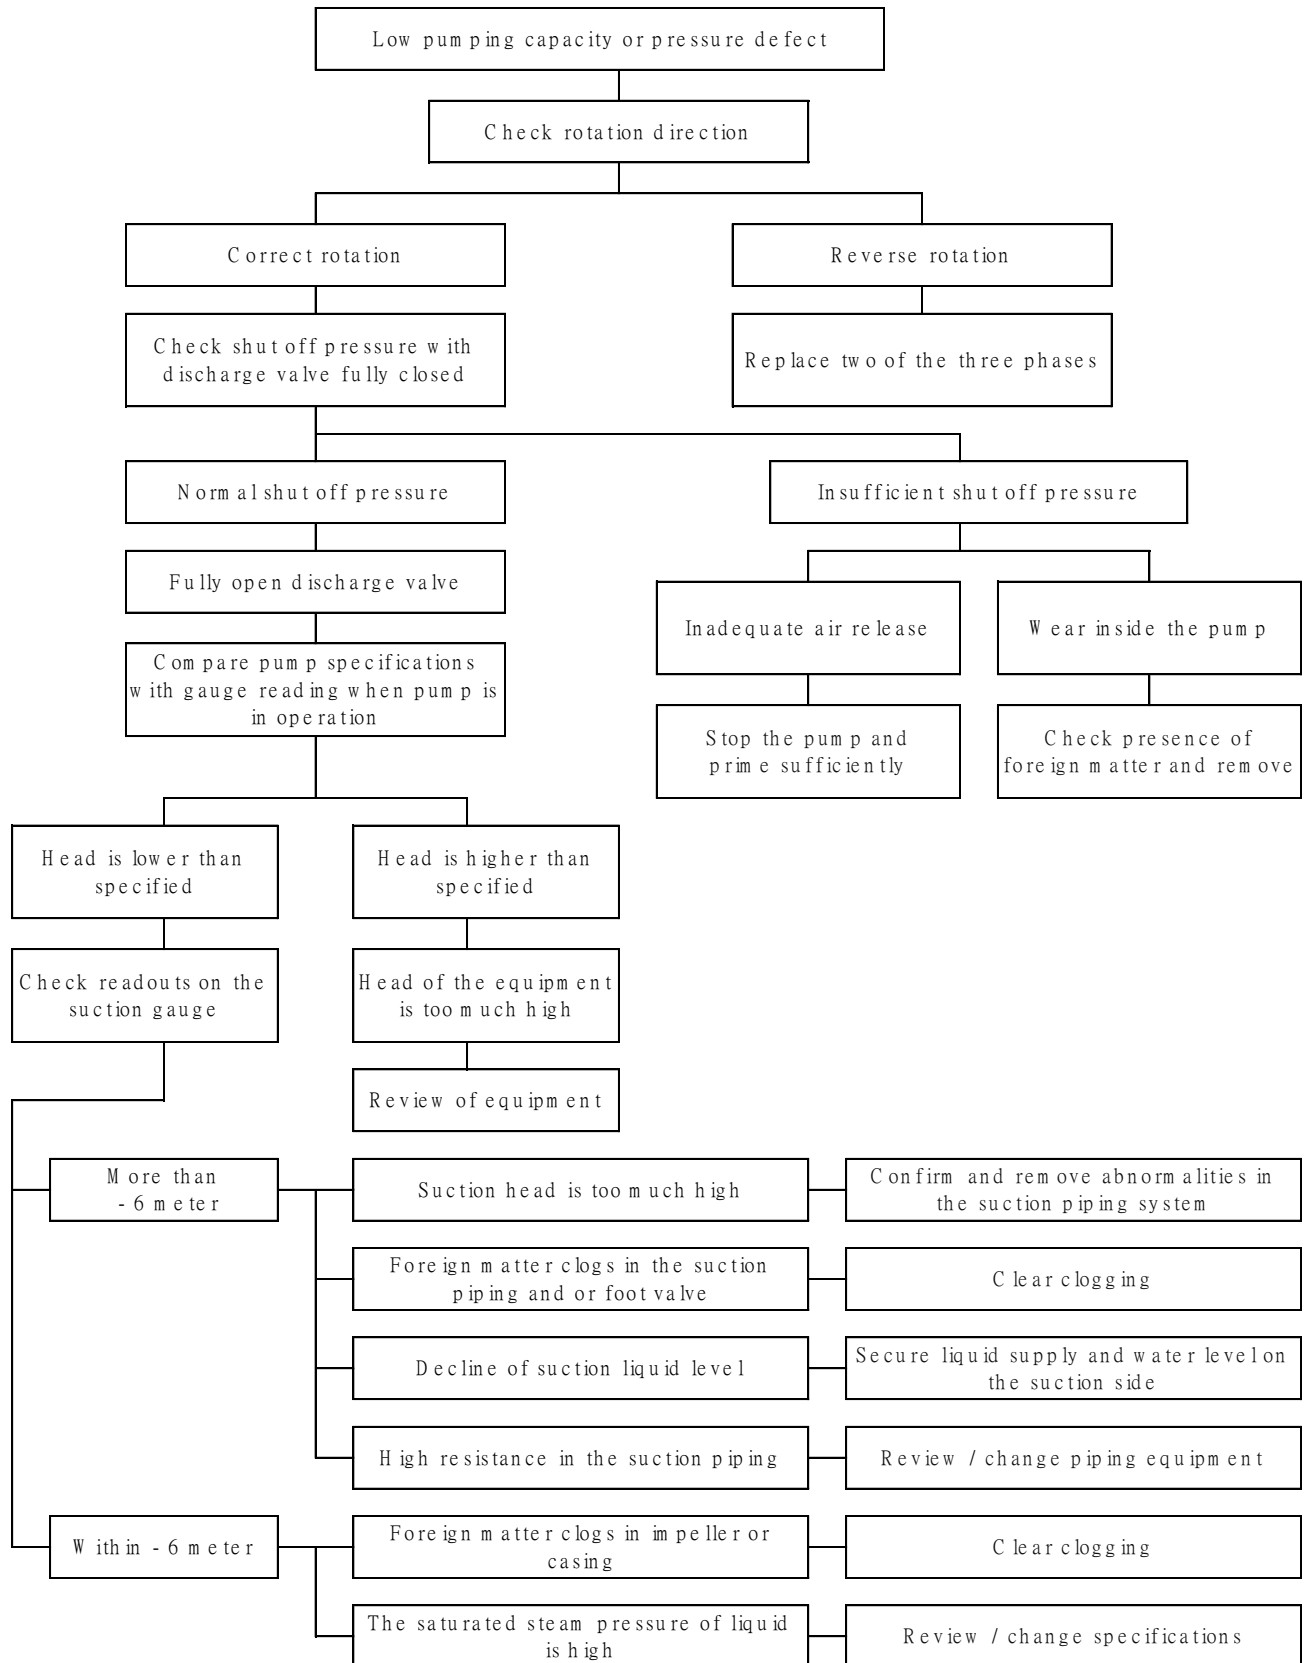 Low pumping capacity or pressure defect
Check rotation direction
Correct rotation
Reverse rotation
Check shutoff pressure with
discharge valve fully closed
Replace two of the three phases
Normal shutoff pressure
Insufficient shutoff pressure
Fully open discharge valve
Inadequate air release
Wear inside the pump
Compare pump specifications
with gauge reading when pump is
in operation
Stop the pump and
prime sufficiently
Check presence of
foreign matter and remove
Head is lower than
specified
Head is higher than
specified
Check readouts on the
suction gauge
Head of the equipment
is too much high
Review of equipment
More than
-6 meter
Suction head is too much high
Confirm and remove abnormalities in
the suction piping system
Foreign matter clogs in the suction
piping and or foot valve
Clear clogging
Decline of suction liquid level
Secure liquid supply and water level on
the suction side
High resistance in the suction piping
Review / change piping equipment
Within -6 meter
Foreign matter clogs in impeller or
casing
Clear clogging
The saturated steam pressure of liquid
is high
Review / change specifications